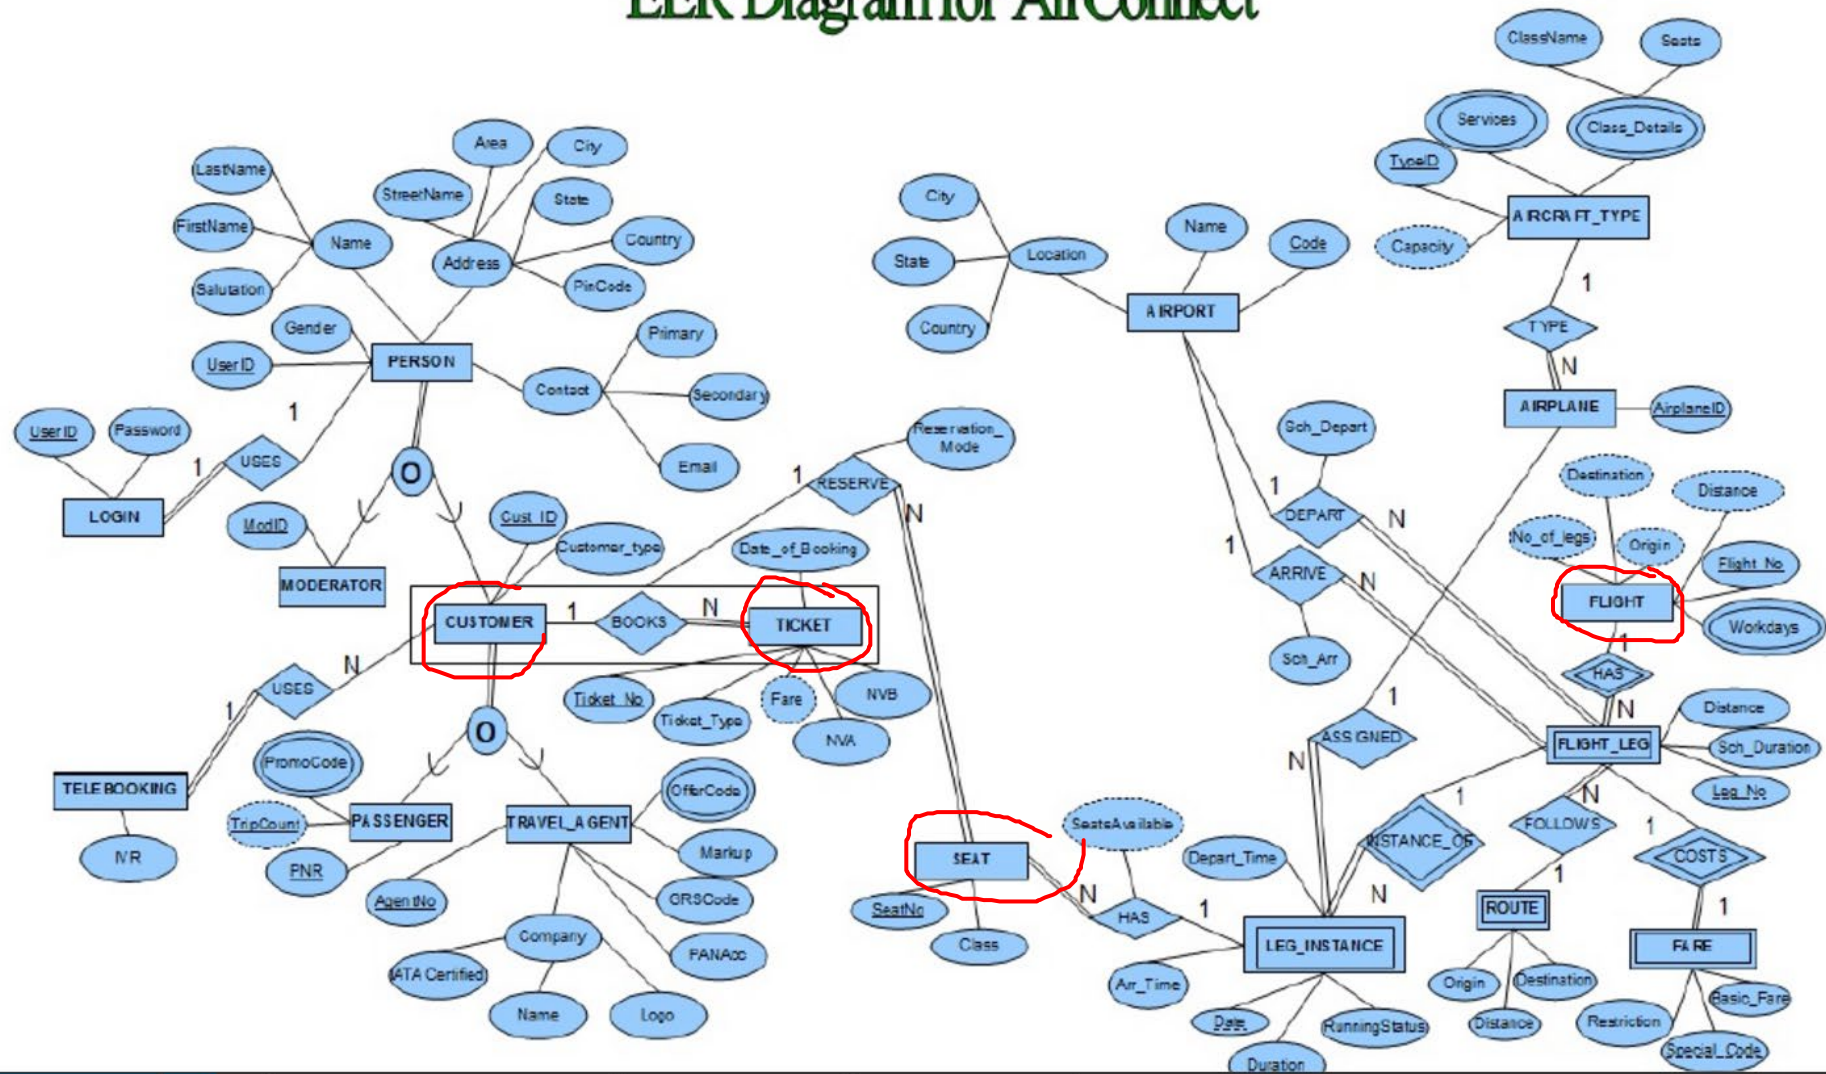 EER Diagram for AirConnect
ClassName
Seats
Services
Class_Details
TypeID
AIRCRAFT_TYPE
Capacity
1
TYPE
N
AIRPLANE
AirplaneID
Area
City
LastName
StreetName
State
FirstName
Name
Address
Country
Salutation
PinCode
Gender
UserID
PERSON
Primary
Contact
Secondary
Email
City
State
Location
Country
Name
Code
AIRPORT
UserID
Password
1
1
USES
LOGIN
O
ModID
MODERATOR
Cust_ID
Customer_type
Reservation_
Mode
1
RESERVE
N
Date_of_Booking
CUSTOMER
1
BOOKS
N
TICKET
Ticket_No
Ticket_Type
Fare
NVA
NVB
Sch_Depart
1
DEPART
N
1
ARRIVE
N
Sch_Arr
Destination
Distance
No_of_legs
Origin
Flight_No
FLIGHT
Workdays
1
HAS
N
FLIGHT_LEG
Distance
Sch_Duration
Leg_No
N
USES
1
TELEBOOKING
IVR
O
PromoCode
TripCount
PASSENGER
PNR
TRAVEL_AGENT
OfferCode
Markup
AgentNo
GRSCode
Company
PANAcc
IATA Certified
Name
Logo
1
ASSIGNED
N
SEAT
SeatNo
Class
SeatsAvailable
N
HAS
1
Depart_Time
1
INSTANCE_OF
N
LEG_INSTANCE
Arr_Time
Date
Duration
RunningStatus
N
FOLLOWS
1
ROUTE
Origin
Destination
Distance
1
COSTS
1
FARE
Basic_Fare
Restriction
Special_Code